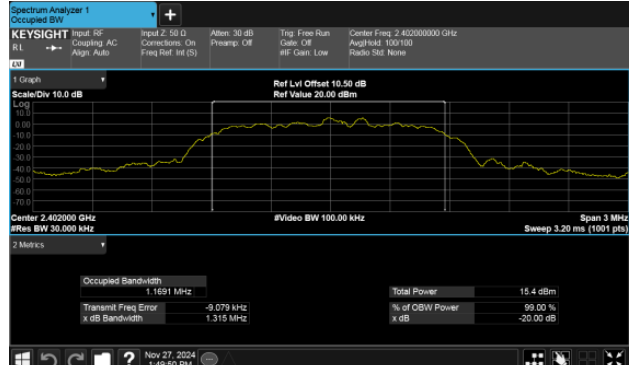 Spectrum Analyzer 1
Occupied BW
+
KEYSIGHT Input: RF Input Z: 50 Ω Atten: 30 dB Trig: Free Run Center Freq: 2.402000000 GHz
RL Coupling: AC Corrections: On Preamp: Off Gate: Off Avg|Hold: 100/100
Align: Auto Freq Ref: Int (S) #IF Gain: Low Radio Std: None
LXI
1 Graph
Ref Lvl Offset 10.50 dB
Scale/Div 10.0 dB Ref Value 20.00 dBm
Log
10.0
0.00
-10.0
-20.0
-30.0
-40.0
-50.0
-60.0
-70.0
Center 2.402000 GHz #Video BW 100.00 kHz Span 3 MHz
#Res BW 30.000 kHz Sweep 3.20 ms (1001 pts)
2 Metrics
Occupied Bandwidth
1.1691 MHz Total Power 15.4 dBm
Transmit Freq Error -9.079 kHz % of OBW Power 99.00 %
x dB Bandwidth 1.315 MHz x dB -20.00 dB
? Nov 27, 2024
1:49:50 PM